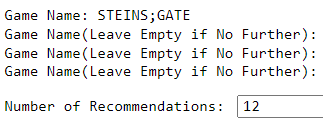 Game Name: STEINS;GATE
Game Name(Leave Empty if No Further):
Game Name(Leave Empty if No Further):
Game Name(Leave Empty if No Further):
Number of Recommendations: 12